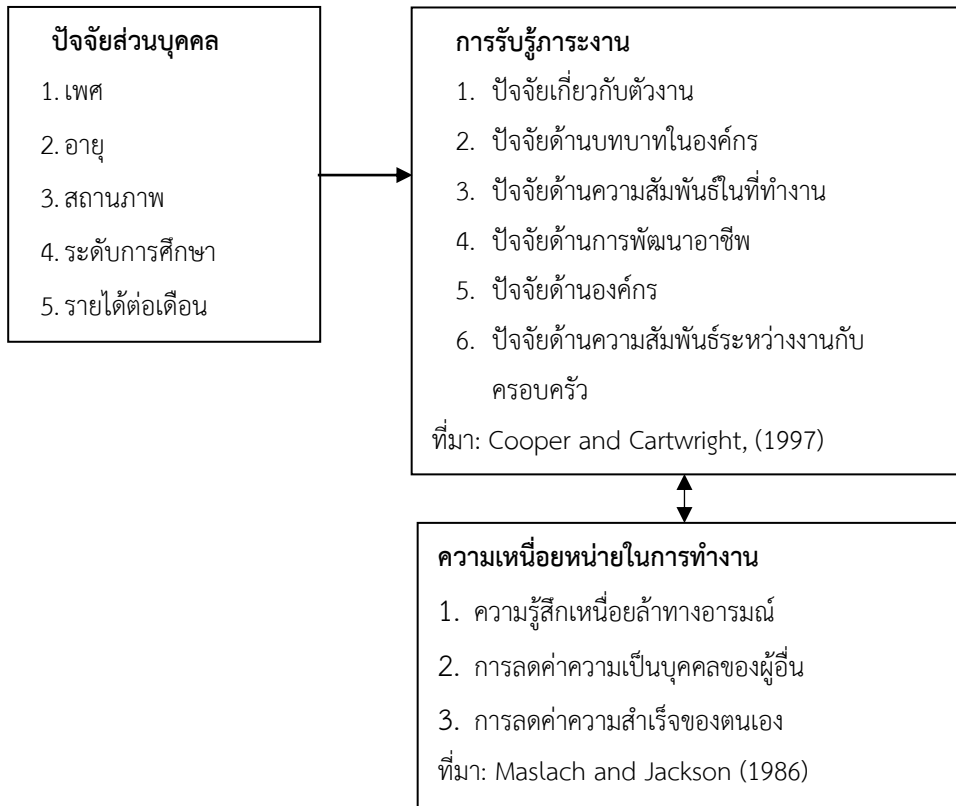 ปัจจัยส่วนบุคคล
1. เพศ
2. อายุ
3. สถานภาพ
4. ระดับการศึกษา
5. รายได้ต่อเดือน
การรับรู้ภาระงาน
1. ปัจจัยเกี่ยวกับตัวงาน
2. ปัจจัยด้านบทบาทในองค์กร
3. ปัจจัยด้านความสัมพันธ์ในที่ทำงาน
4. ปัจจัยด้านการพัฒนาอาชีพ
5. ปัจจัยด้านองค์กร
6. ปัจจัยด้านความสัมพันธ์ระหว่างงานกับ
ครอบครัว
ที่มา: Cooper and Cartwright, (1997)
ความเหนื่อยหน่ายในการทำงาน
1. ความรู้สึกเหนื่อยล้าทางอารมณ์
2. การลดค่าความเป็นบุคคลของผู้อื่น
3. การลดค่าความสำเร็จของตนเอง
ที่มา: Maslach and Jackson (1986)